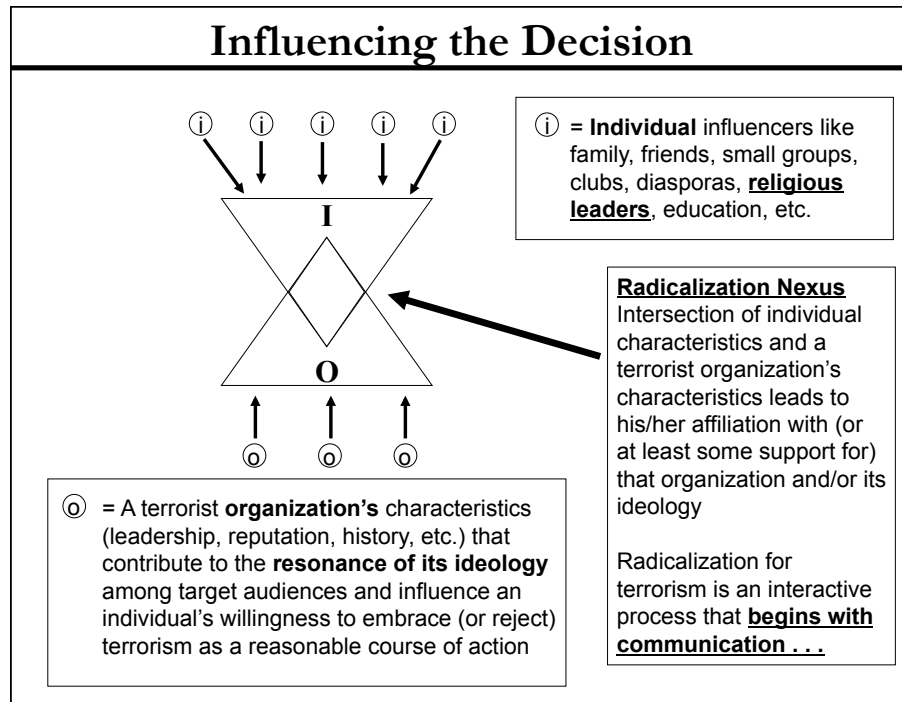 Influencing the Decision
i i i i i
i = Individual influencers like
family, friends, small groups,
clubs, diasporas, religious
leaders, education, etc.
I
O
Radicalization Nexus
Intersection of individual
characteristics and a
terrorist organization’s
characteristics leads to
his/her affiliation with (or
at least some support for)
that organization and/or its
ideology
Radicalization for
terrorism is an interactive
process that begins with
communication . . .
o o o
o = A terrorist organization’s characteristics
(leadership, reputation, history, etc.) that
contribute to the resonance of its ideology
among target audiences and influence an
individual’s willingness to embrace (or reject)
terrorism as a reasonable course of action